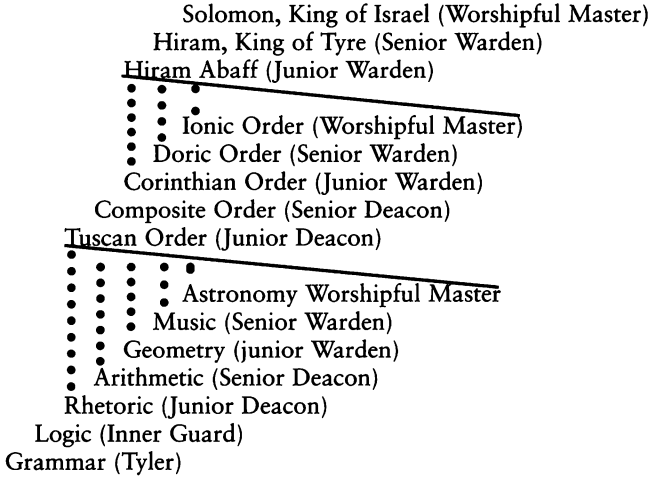 Solomon, King of Israel (Worshipful Master)
Hiram, King of Tyre (Senior Warden)
Hiram Abaff (Junior Warden)
Ionic Order (Worshipful Master)
Doric Order (Senior Warden)
Corinthian Order (Junior Warden)
Composite Order (Senior Deacon)
Tuscan Order (Junior Deacon)
Astronomy Worshipful Master
Music (Senior Warden)
Geometry (junior Warden)
Arithmetic (Senior Deacon)
Rhetoric (Junior Deacon)
Logic (Inner Guard)
Grammar (Tyler)